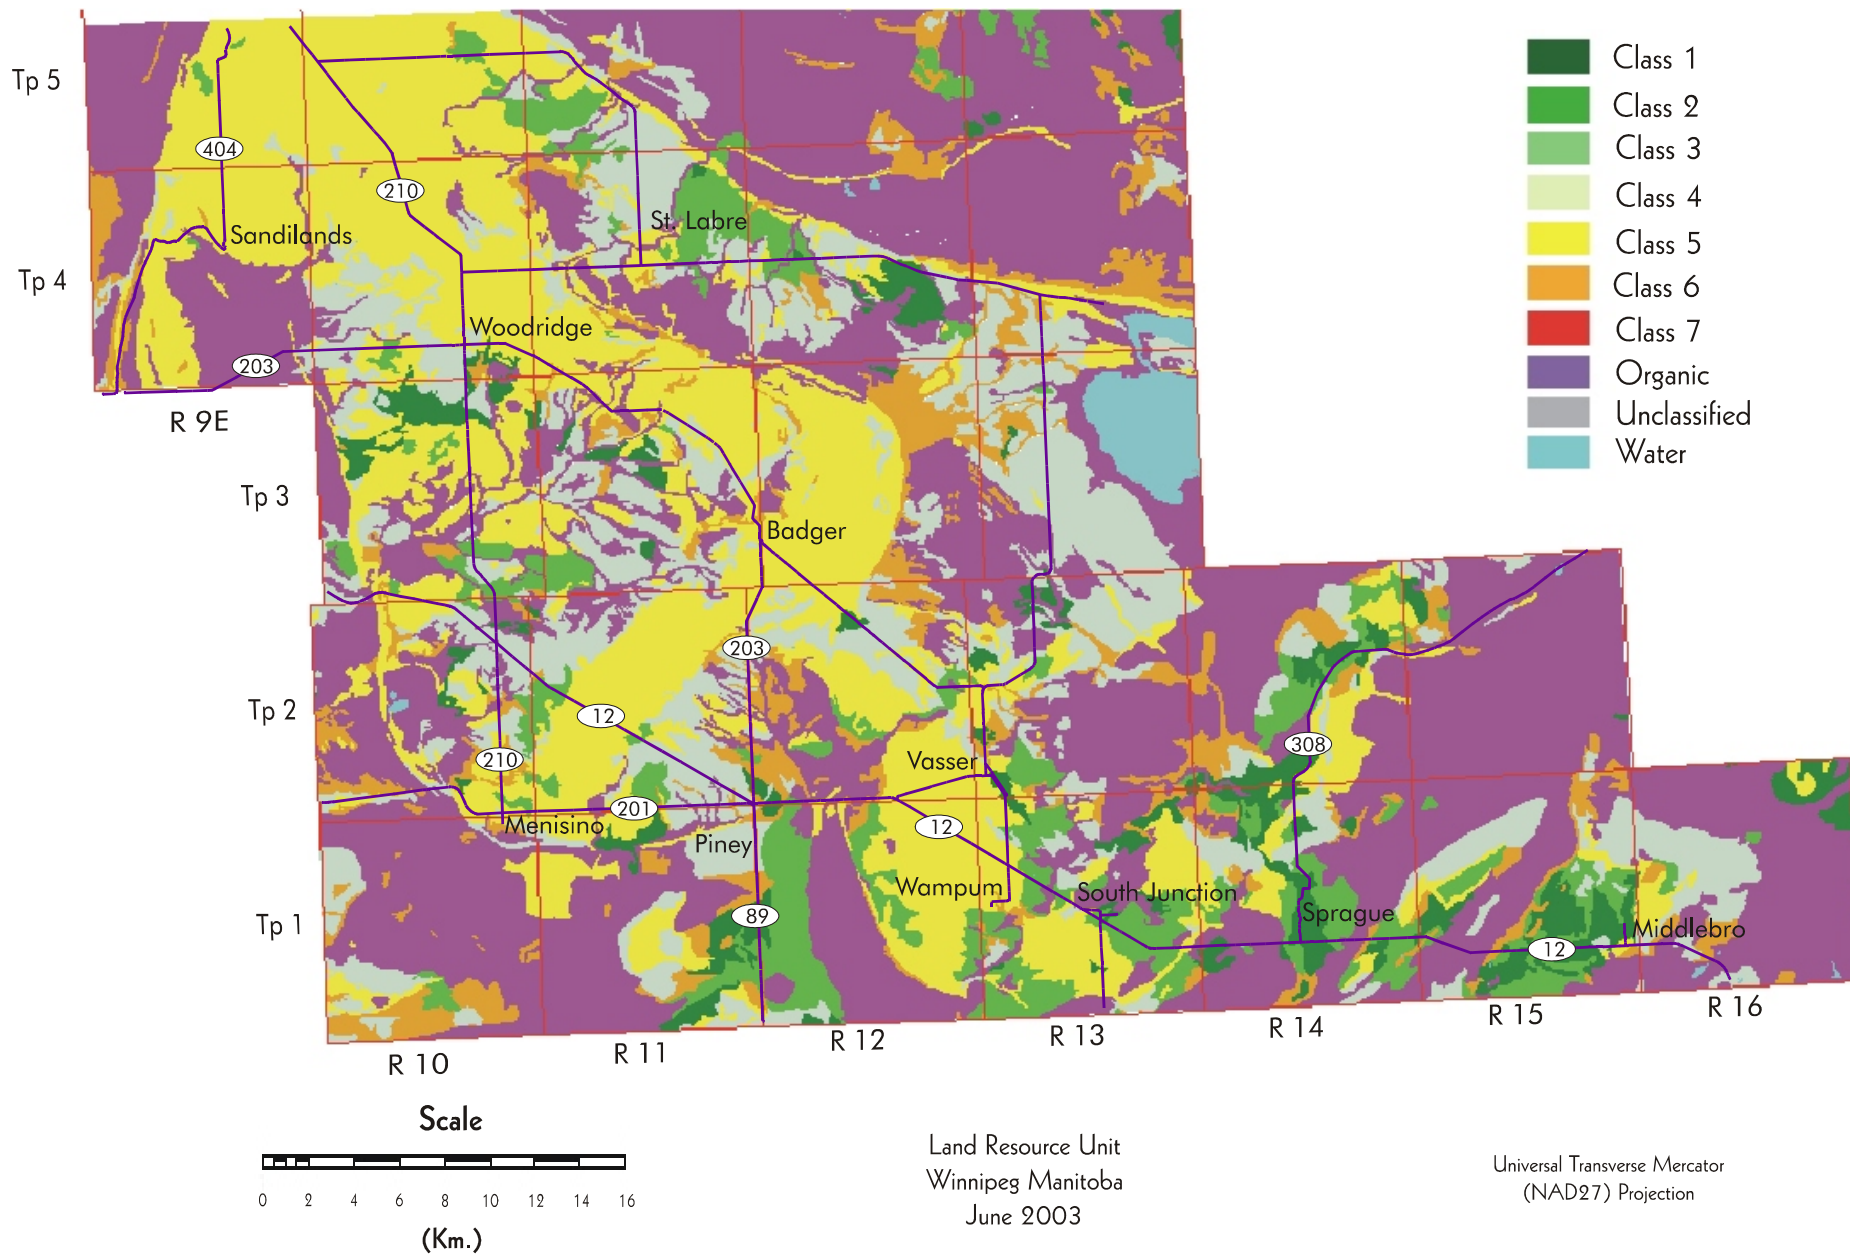 Tp 5
Tp 4
Tp 3
Tp 2
Tp 1
404
210
Sandilands
St. Labre
Woodridge
203
R 9E
Badger
203
12
210
Vasser
308
201
Menisino
12
Piney
Wampum
South Junction
89
Sprague
Middlebro
12
R 10
R 11
R 12
R 13
R 14
R 15
R 16
Class 1
Class 2
Class 3
Class 4
Class 5
Class 6
Class 7
Organic
Unclassified
Water
Scale
0 2 4 6 8 10 12 14 16
(Km.)
Land Resource Unit
Winnipeg Manitoba
June 2003
Universal Transverse Mercator
(NAD27) Projection